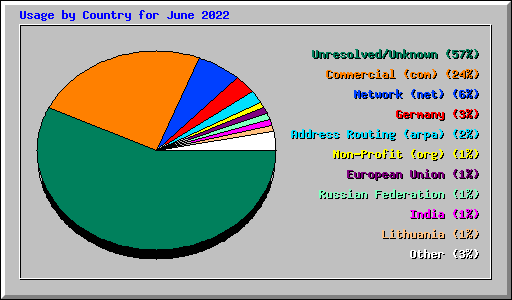 Usage by Country for June 2022
Unresolved/Unknown (57%)
Commercial (com) (24%)
Network (net) (6%)
Germany (3%)
Address Routing (arpa) (2%)
Non-Profit (org) (1%)
European Union (1%)
Russian Federation (1%)
India (1%)
Lithuania (1%)
Other (3%)